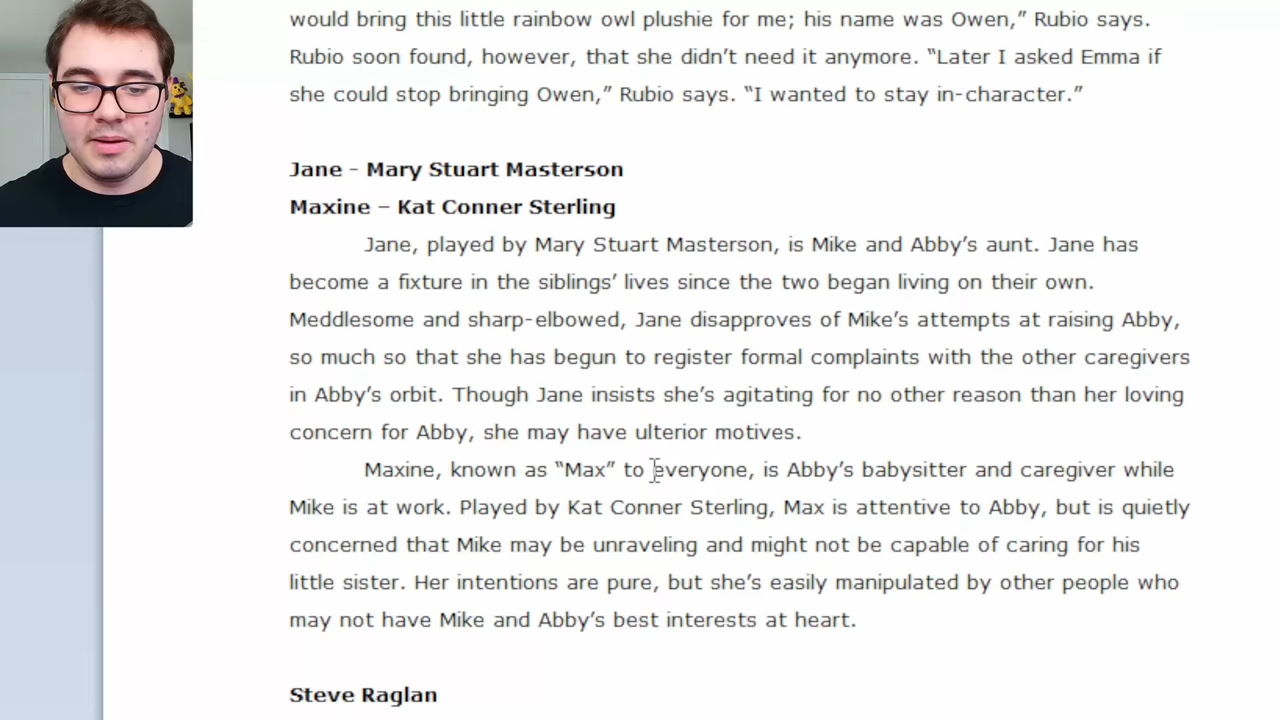 would bring this little rainbow owl plushie for me; his name was Owen,” Rubio says.
Rubio soon found, however, that she didn’t need it anymore. “Later I asked Emma if
she could stop bringing Owen,” Rubio says. “I wanted to stay in-character.”
Jane - Mary Stuart Masterson
Maxine – Kat Conner Sterling
Jane, played by Mary Stuart Masterson, is Mike and Abby’s aunt. Jane has
become a fixture in the siblings’ lives since the two began living on their own.
Meddlesome and sharp-elbowed, Jane disapproves of Mike’s attempts at raising Abby,
so much so that she has begun to register formal complaints with the other caregivers
in Abby’s orbit. Though Jane insists she’s agitating for no other reason than her loving
concern for Abby, she may have ulterior motives.
Maxine, known as “Max” to everyone, is Abby’s babysitter and caregiver while
Mike is at work. Played by Kat Conner Sterling, Max is attentive to Abby, but is quietly
concerned that Mike may be unraveling and might not be capable of caring for his
little sister. Her intentions are pure, but she’s easily manipulated by other people who
may not have Mike and Abby’s best interests at heart.
Steve Raglan